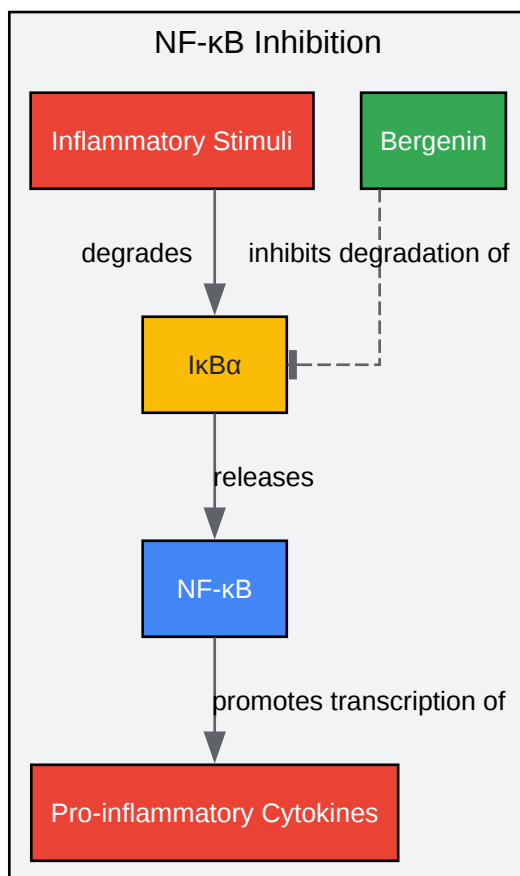 NF-κB Inhibition
Inflammatory Stimuli
Bergenin
degrades
inhibits degradation of
IκBα
releases
NF-κB
promotes transcription of
Pro-inflammatory Cytokines